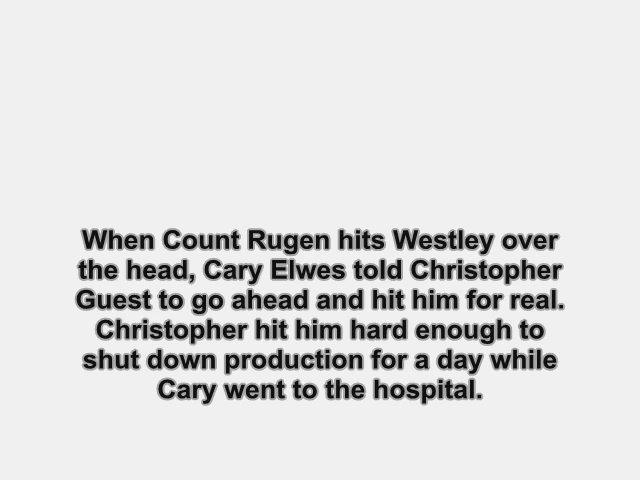 When Count Rugen hits Westley over
the head, Cary Elwes told Christopher
Guest to go ahead and hit him for real.
Christopher hit him hard enough to
shut down production for a day while
Cary went to the hospital.